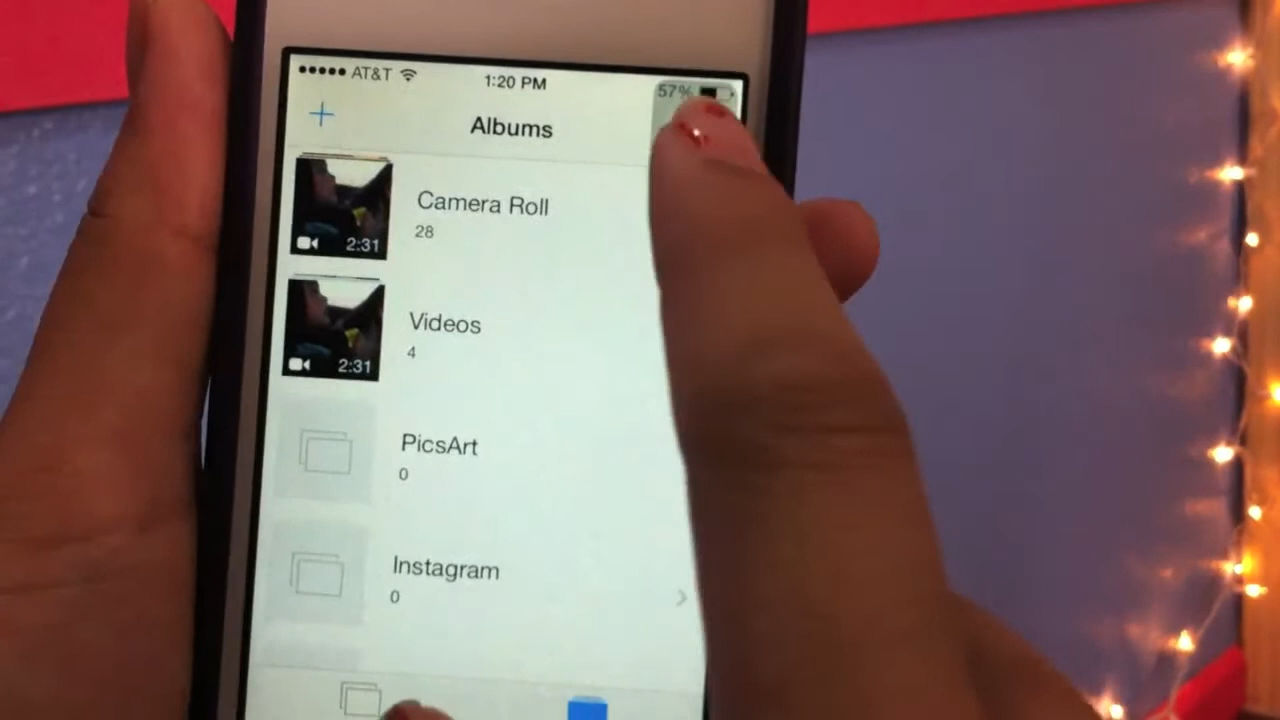 AT&T 1:20 PM 57%
+ Albums
Camera Roll
28
2:31
Videos
4
2:31
PicsArt
0
Instagram
0